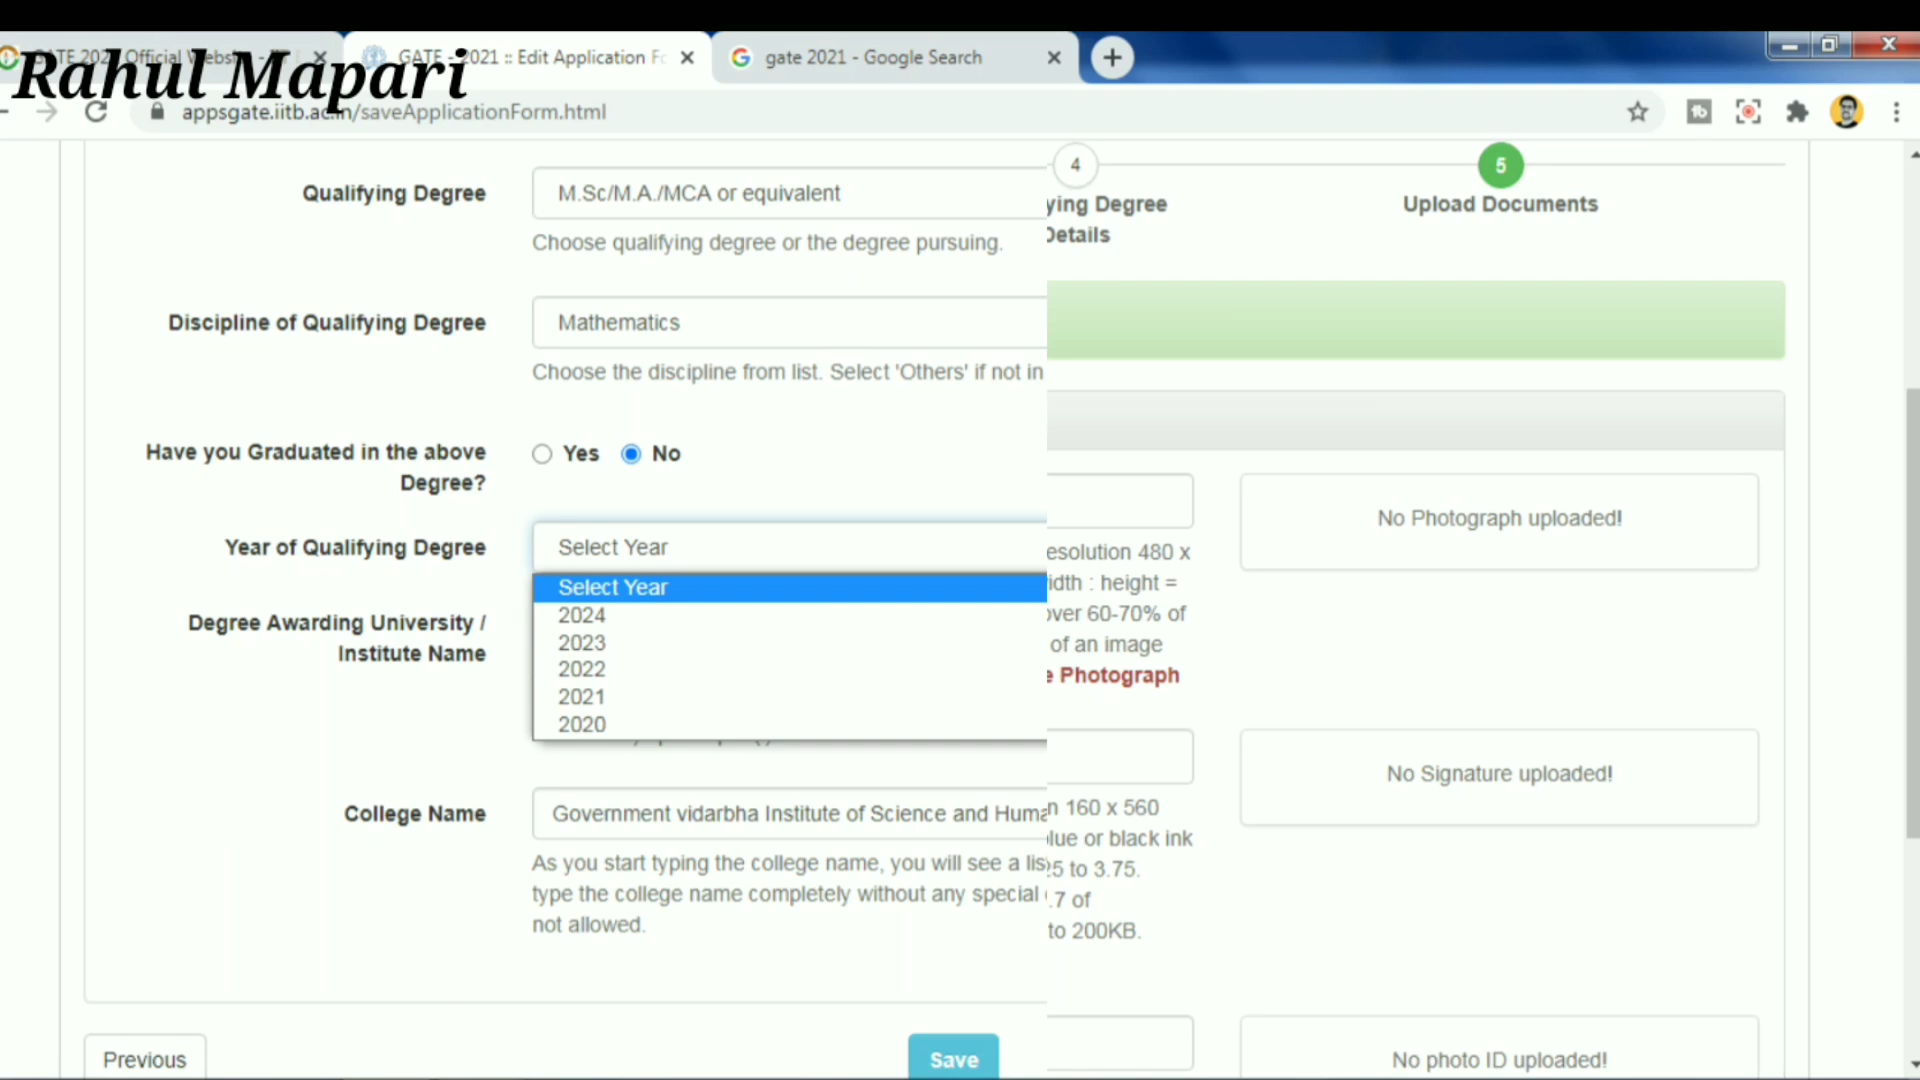 Rahul Mapari
GATE - 2021 :: Edit Application Fo
gate 2021 - Google Search
appsgate.iitb.ac.in/saveApplicationForm.html
Qualifying Degree
M.Sc/M.A./MCA or equivalent
Choose qualifying degree or the degree pursuing.
Discipline of Qualifying Degree
Mathematics
Choose the discipline from list. Select 'Others' if not in
Have you Graduated in the above
Degree?
Yes
No
Year of Qualifying Degree
Select Year
Select Year
2024
2023
2022
2021
2020
Degree Awarding University /
Institute Name
College Name
Government vidarbha Institute of Science and Huma
As you start typing the college name, you will see a lis
type the college name completely without any special
not allowed.
Previous
Save
4
ying Degree
Details
5
Upload Documents
esolution 480 x
idth : height =
over 60-70% of
of an image
e Photograph
No Photograph uploaded!
n 160 x 560
lue or black ink
25 to 3.75.
.7 of
to 200KB.
No Signature uploaded!
No photo ID uploaded!